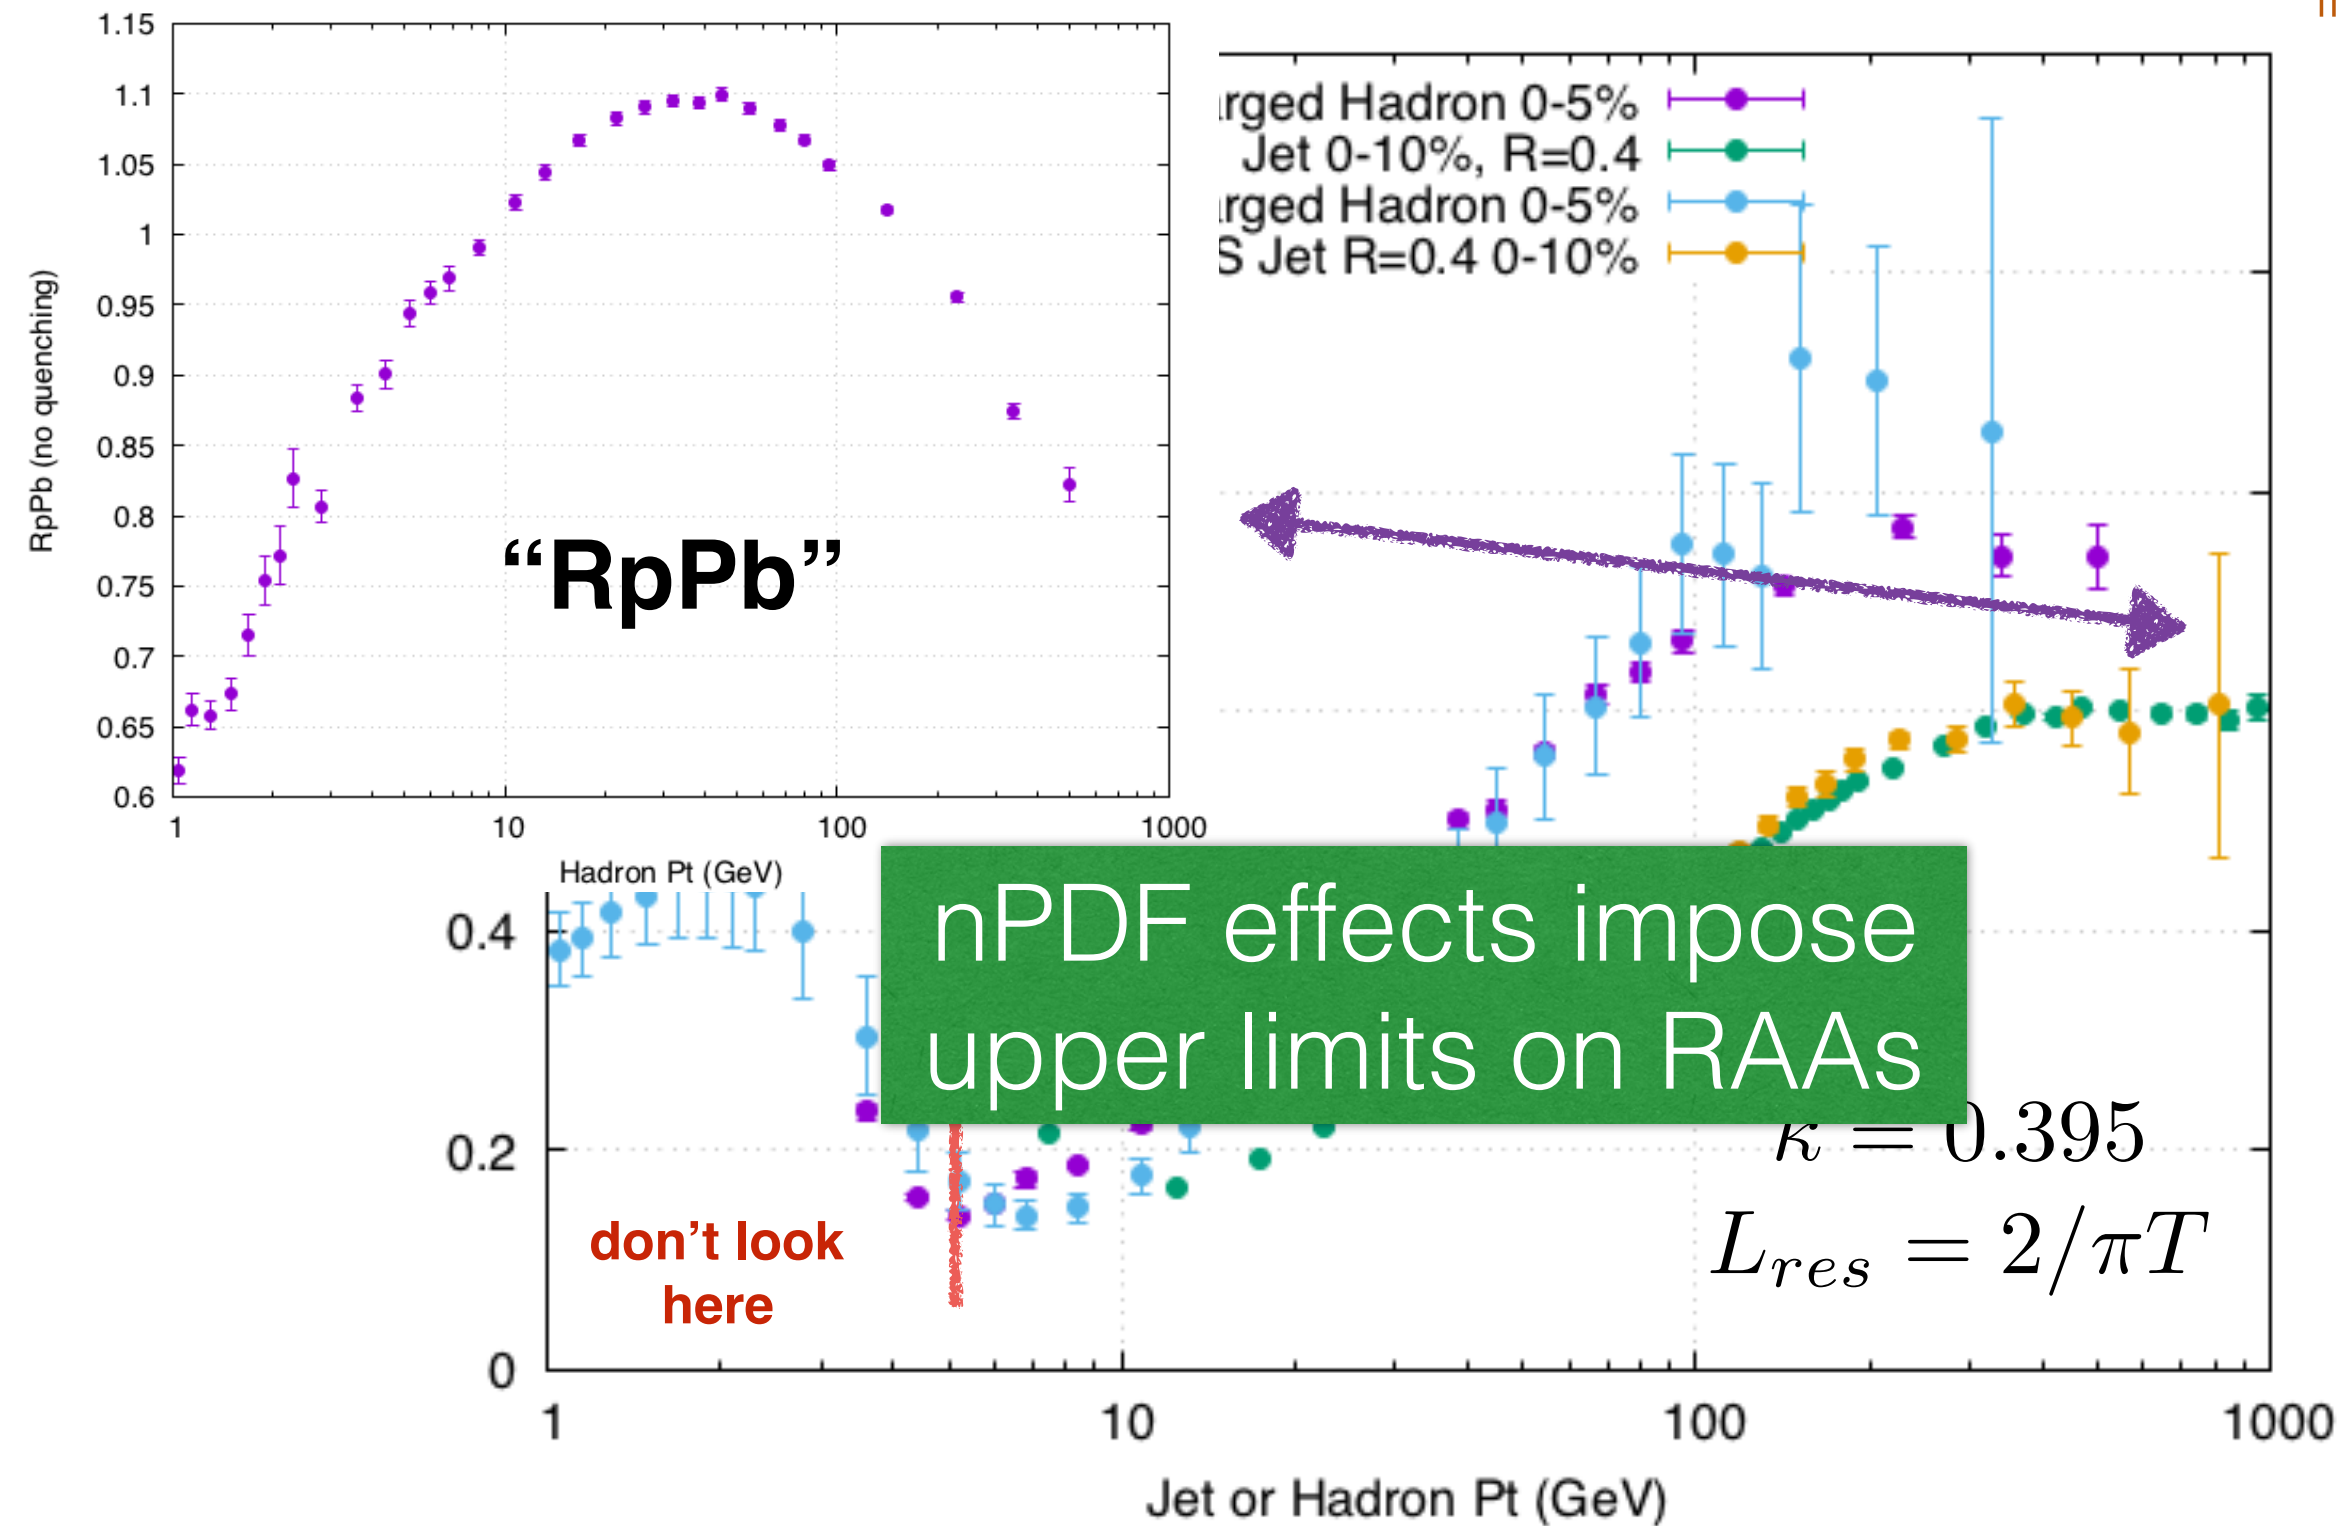 1.15
1.1
1.05
1
0.95
0.9
0.85
0.8
0.75
0.7
0.65
0.6
RpPb (no quenching)
“RpPb”
1 10 100 1000
Hadron Pt (GeV)
rged Hadron 0-5%
Jet 0-10%, R=0.4
rged Hadron 0-5%
S Jet R=0.4 0-10%
nPDF effects impose
upper limits on RAAs
0.4
0.2
0
don’t look
here
κ = 0.395
L_{res} = 2/πT
1 10 100 1000
Jet or Hadron Pt (GeV)